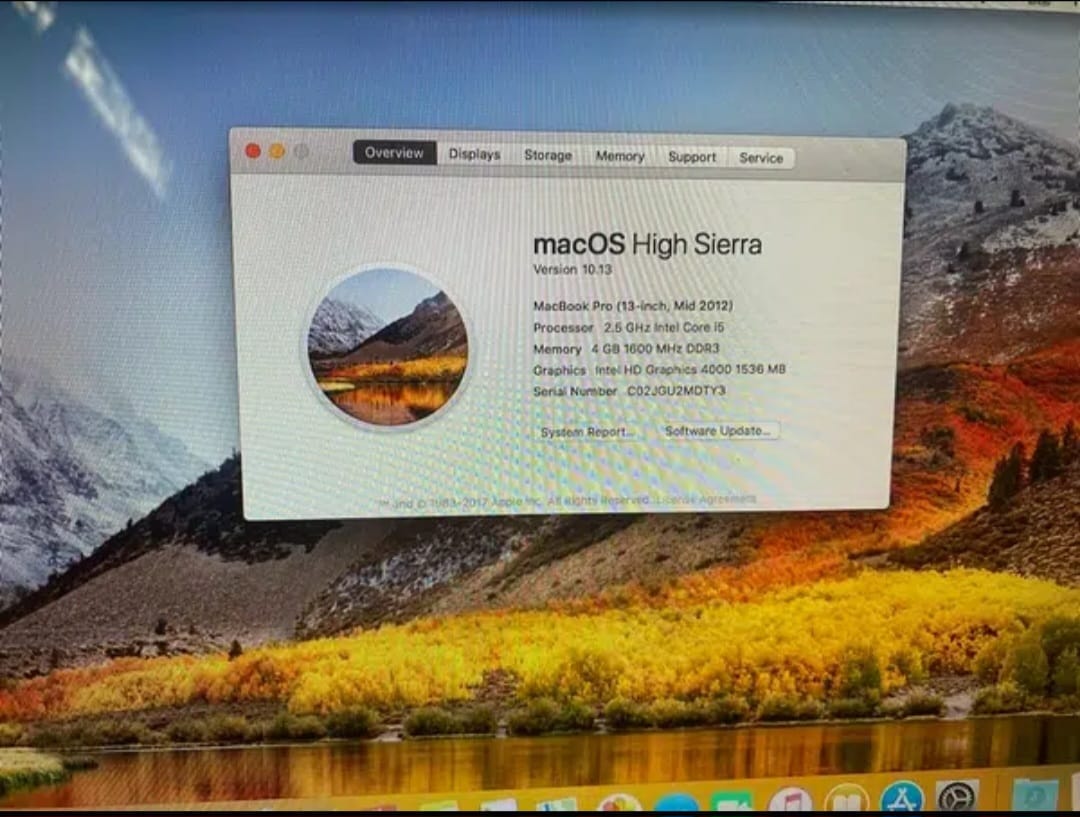 Overview Displays Storage Memory Support Service
macOS High Sierra
Version 10.13
MacBook Pro (13-inch, Mid 2012)
Processor 2.5 GHz Intel Core i5
Memory 4 GB 1600 MHz DDR3
Graphics Intel HD Graphics 4000 1536 MB
Serial Number C02JGU2MDTY3
System Report... Software Update...
™ and © 1983-2017 Apple Inc. All Rights Reserved. License Agreement